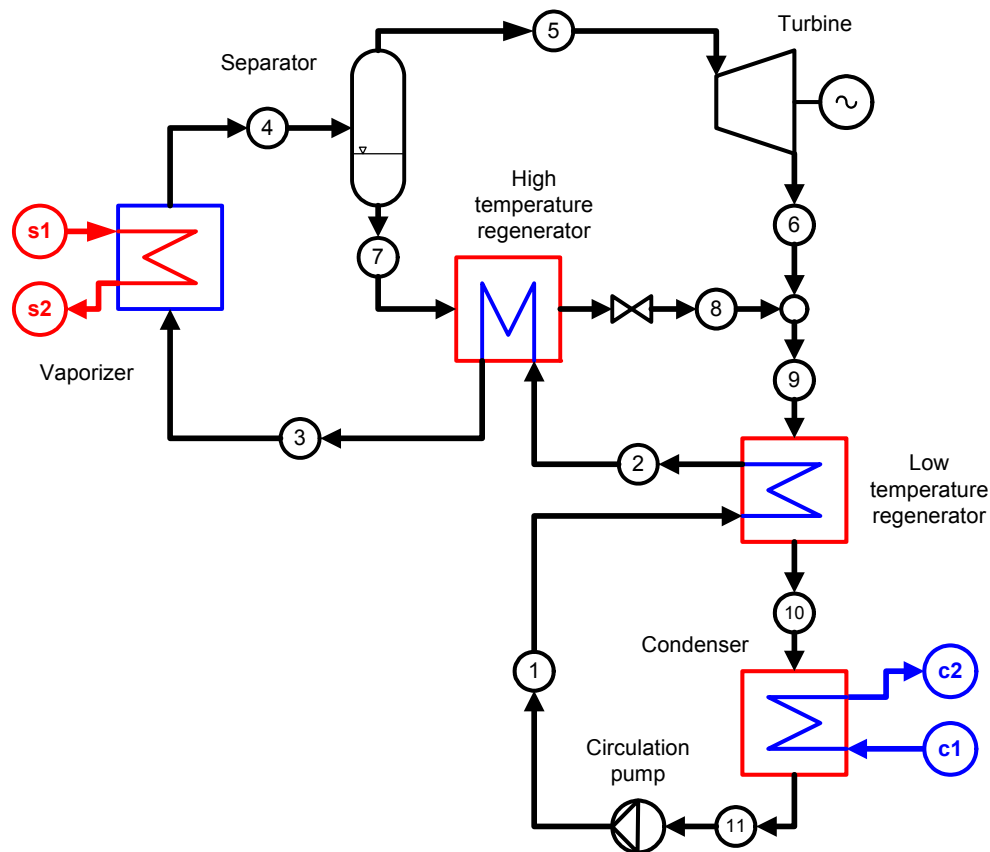 5
Turbine
Separator
4
~
High
temperature
regenerator
s1
6
7
s2
8
Vaporizer
9
3
2
Low
temperature
regenerator
10
Condenser
1
c2
Circulation
pump
c1
11